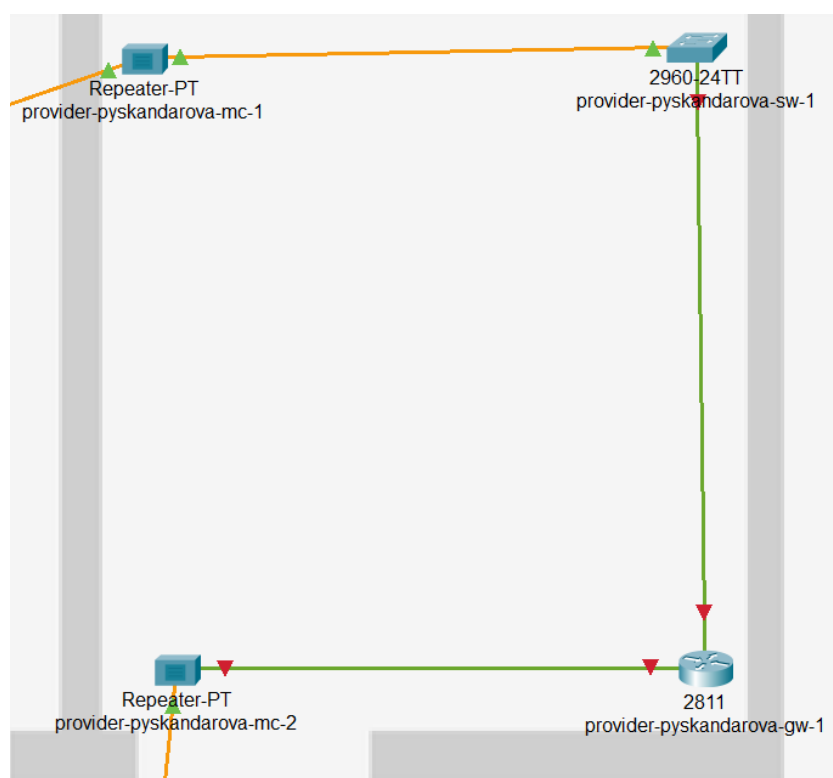 Repeater-PT
provider-pyskandarova-mc-1
2960-24TT
provider-pyskandarova-sw-1
Repeater-PT
provider-pyskandarova-mc-2
2811
provider-pyskandarova-gw-1